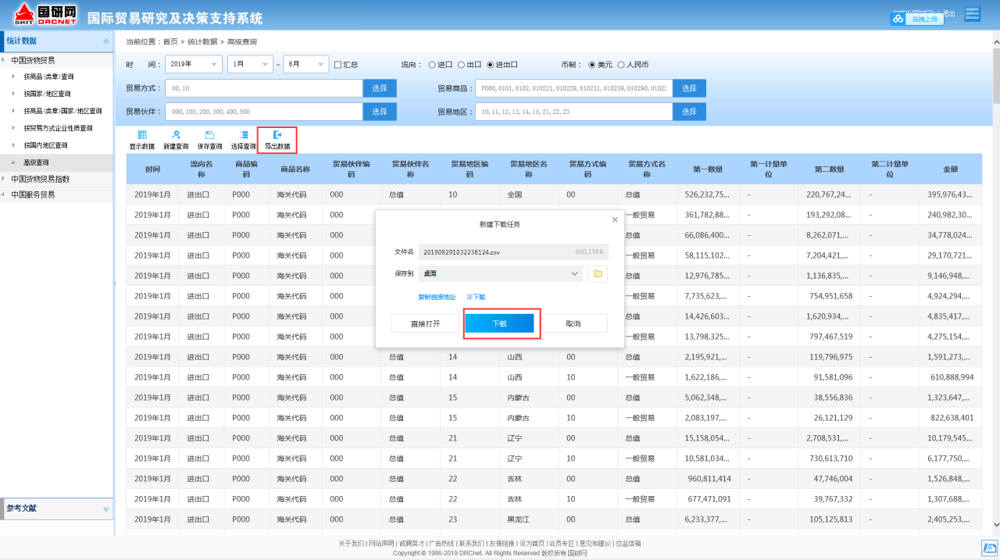 国研网
SRIT DRCNET
国际贸易研究及决策支持系统
退出
拖拽上传
统计数据
中国货物贸易
按商品(类章)查询
按国家/地区查询
按商品(类章)国家/地区查询
按贸易方式企业性质查询
按国内地区查询
高级查询
中国货物贸易指数
中国服务贸易
参考文献
当前位置：首页 > 统计数据 > 高级查询
时 间： 2019年 1月 - 6月 汇总 流向： 进口 出口 进出口 币制： 美元 人民币
贸易方式： 00, 10 选择 贸易商品： P000, 0101, 0102, 010221, 010229, 010231, 010239, 010290, 0102: 选择
贸易伙伴： 000, 100, 200, 300, 400, 500 选择 贸易地区： 10, 11, 12, 13, 14, 15, 21, 22, 23 选择
显示数据 新建查询 保存查询 选择查询 导出数据
时间 流向名称 商品编码 商品名称 贸易伙伴编码 贸易伙伴名称 贸易地区编码 贸易地区名称 贸易方式编码 贸易方式名称 第一数量 第一计量单位 第二数量 第二计量单位 金额
2019年1月 进出口 P000 海关代码 000 总值 10 全国 00 总值 526,232,75... - 220,767,24... - 395,976,43...
2019年1月 进出口 P000 海关代码 000 一般贸易 361,782,88... - 193,292,08... - 240,982,30...
2019年1月 进出口 P000 海关代码 000 总值 66,086,400... - 8,262,071,... - 34,778,024...
2019年1月 进出口 P000 海关代码 000 一般贸易 58,115,102... - 7,204,421,... - 29,170,721...
2019年1月 进出口 P000 海关代码 000 总值 12,976,785... - 1,136,835,... - 9,146,948,...
2019年1月 进出口 P000 海关代码 000 一般贸易 7,735,623,... - 754,951,658 - 4,924,294,...
2019年1月 进出口 P000 海关代码 000 总值 14,426,603... - 1,620,934,... - 4,835,417,...
2019年1月 进出口 P000 海关代码 000 一般贸易 13,798,325... - 797,467,519 - 4,275,154,...
2019年1月 进出口 P000 海关代码 000 总值 14 山西 00 总值 2,195,921,... - 119,796,975 - 1,591,273,...
2019年1月 进出口 P000 海关代码 000 总值 14 山西 10 一般贸易 1,622,186,... - 91,581,096 - 610,888,994
2019年1月 进出口 P000 海关代码 000 总值 15 内蒙古 00 总值 5,062,348,... - 38,556,836 - 1,323,647,...
2019年1月 进出口 P000 海关代码 000 总值 15 内蒙古 10 一般贸易 2,083,197,... - 26,121,129 - 822,638,401
2019年1月 进出口 P000 海关代码 000 总值 21 辽宁 00 总值 15,158,054... - 2,708,531,... - 10,179,545...
2019年1月 进出口 P000 海关代码 000 总值 21 辽宁 10 一般贸易 10,581,034... - 730,613,710 - 6,177,750,...
2019年1月 进出口 P000 海关代码 000 总值 22 吉林 00 总值 960,811,414 - 47,746,004 - 1,526,848,...
2019年1月 进出口 P000 海关代码 000 总值 22 吉林 10 一般贸易 677,471,091 - 39,767,332 - 1,307,688,...
2019年1月 进出口 P000 海关代码 000 总值 23 黑龙江 00 总值 6,233,377,... - 105,125,813 - 2,405,253,...
新建下载任务
文件名 201908291032238124.csv 600.15KB
保存到 桌面
复制链接地址 IE下载
直接打开 下载 取消
关于我们 | 网站声明 | 诚聘英才 | 广告热线 | 联系我们 | 友情链接 | 设为首页 | 会员专区 | 意见和建议 | 总监信箱
Copyright © 1998-2019 DRCnet. All Rights Reserved 版权所有 国研网